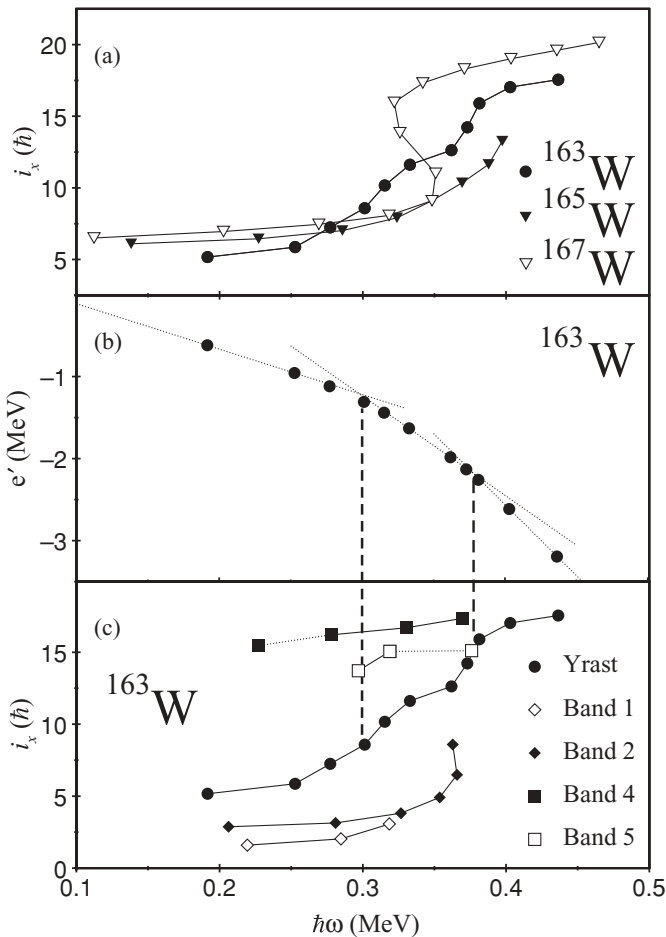 (a)
20
15
10
5
i_x (ħ)
¹⁶³W
¹⁶⁵W
¹⁶⁷W
(b)
¹⁶³W
−1
−2
−3
e′ (MeV)
(c)
15
10
5
0
i_x (ħ)
¹⁶³W
Yrast
Band 1
Band 2
Band 4
Band 5
0.1 0.2 0.3 0.4 0.5
ħω (MeV)